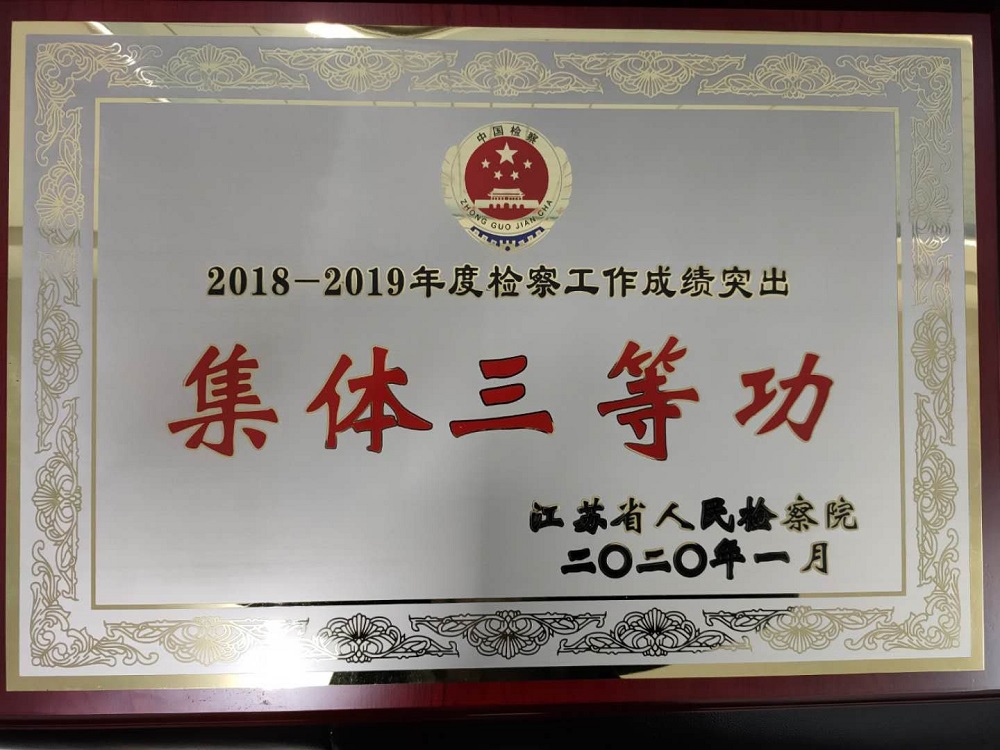 中国检察
ZHONG GUO JIAN CHA
2018-2019年度检察工作成绩突出
集体三等功
江苏省人民检察院
二〇二〇年一月